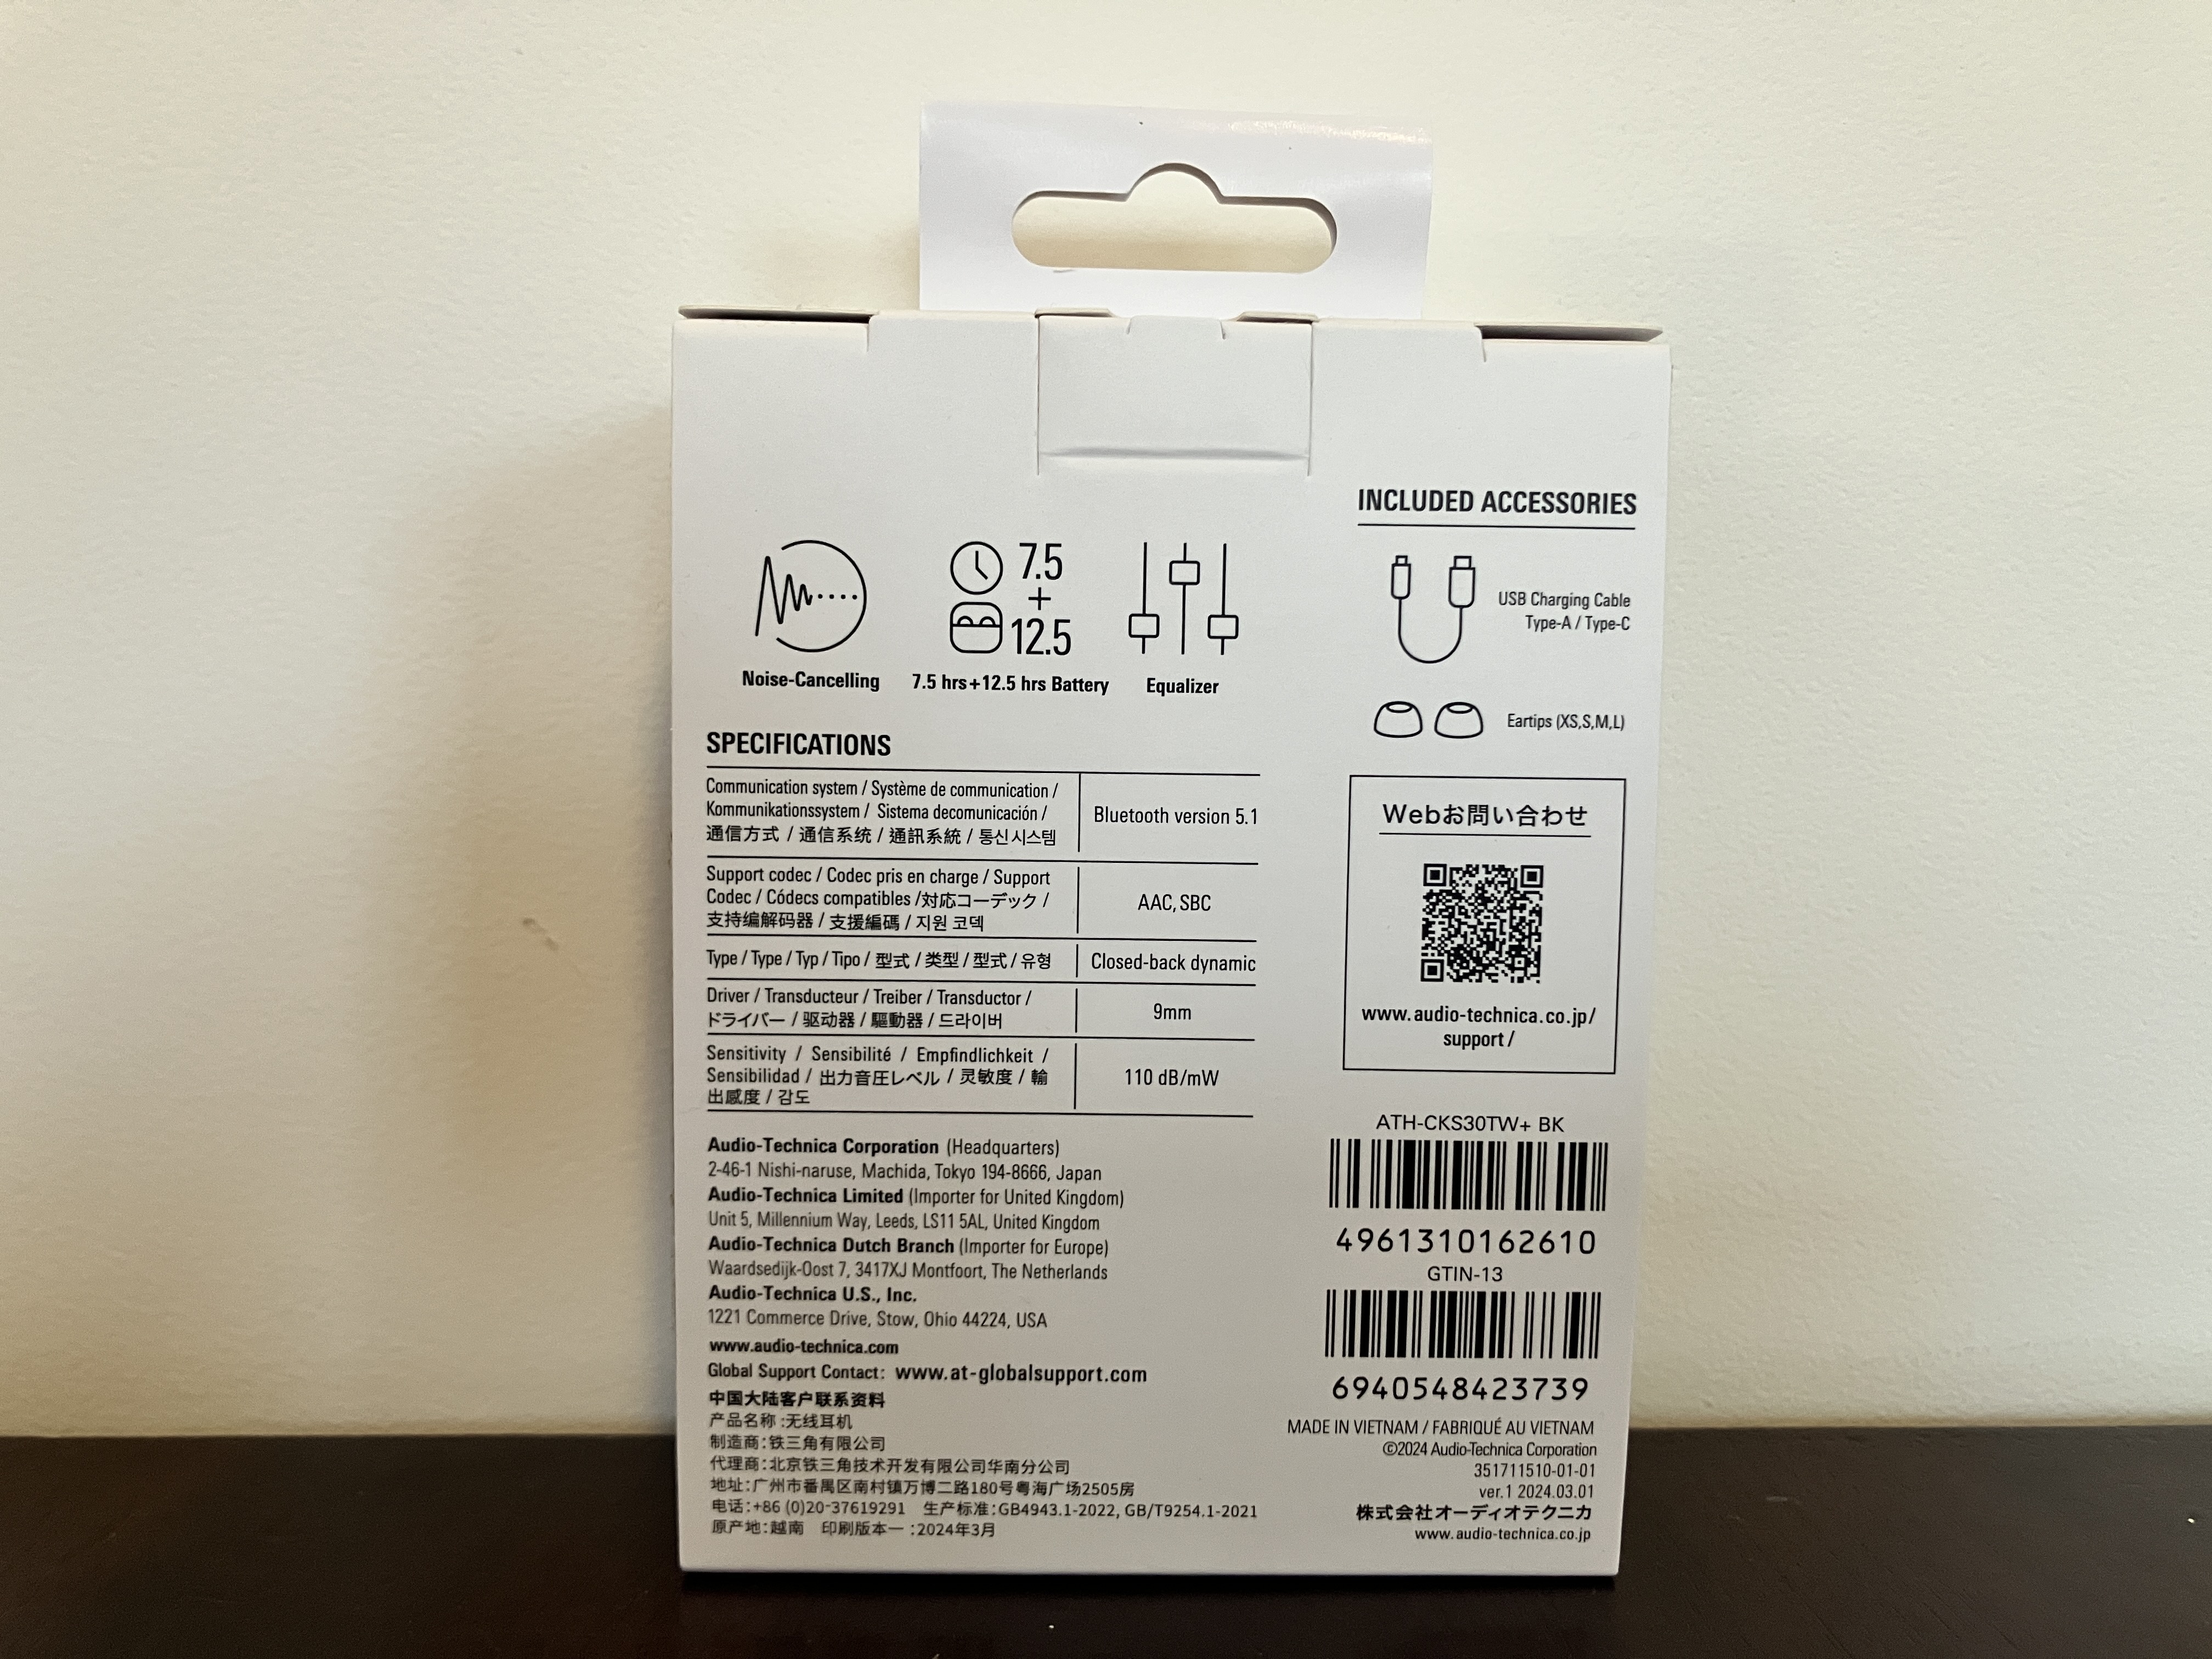 7.5
+
12.5
Noise-Cancelling
7.5 hrs+12.5 hrs Battery
Equalizer
SPECIFICATIONS
Communication system / Système de communication /
Kommunikationssystem / Sistema decomunicación /
通信方式 / 通信系统 / 通訊系統 / 통신 시스템
Bluetooth version 5.1
Support codec / Codec pris en charge / Support
Codec / Códecs compatibles /対応コーデック /
支持编解码器 / 支援編碼 / 지원 코덱
AAC, SBC
Type / Type / Typ / Tipo / 型式 / 类型 / 型式 / 유형
Closed-back dynamic
Driver / Transducteur / Treiber / Transductor /
ドライバー / 驱动器 / 驅動器 / 드라이버
9mm
Sensitivity / Sensibilité / Empfindlichkeit /
Sensibilidad / 出力音圧レベル / 灵敏度 / 輸
出感度 / 감도
110 dB/mW
Audio-Technica Corporation (Headquarters)
2-46-1 Nishi-naruse, Machida, Tokyo 194-8666, Japan
Audio-Technica Limited (Importer for United Kingdom)
Unit 5, Millennium Way, Leeds, LS11 5AL, United Kingdom
Audio-Technica Dutch Branch (Importer for Europe)
Waardsedijk-Oost 7, 3417XJ Montfoort, The Netherlands
Audio-Technica U.S., Inc.
1221 Commerce Drive, Stow, Ohio 44224, USA
www.audio-technica.com
Global Support Contact: www.at-globalsupport.com
中国大陆客户联系资料
产品名称:无线耳机
制造商:铁三角有限公司
代理商:北京铁三角技术开发有限公司华南分公司
地址:广州市番禺区南村镇万博二路180号粤海广场2505房
电话:+86 (0)20-37619291 生产标准:GB4943.1-2022, GB/T9254.1-2021
原产地:越南 印刷版本一:2024年3月
INCLUDED ACCESSORIES
USB Charging Cable
Type-A / Type-C
Eartips (XS,S,M,L)
Webお問い合わせ
www.audio-technica.co.jp/
support/
ATH-CKS30TW+ BK
4961310162610
GTIN-13
6940548423739
MADE IN VIETNAM / FABRIQUÉ AU VIETNAM
©2024 Audio-Technica Corporation
351711510-01-01
ver.1 2024.03.01
株式会社オーディオテクニカ
www.audio-technica.co.jp